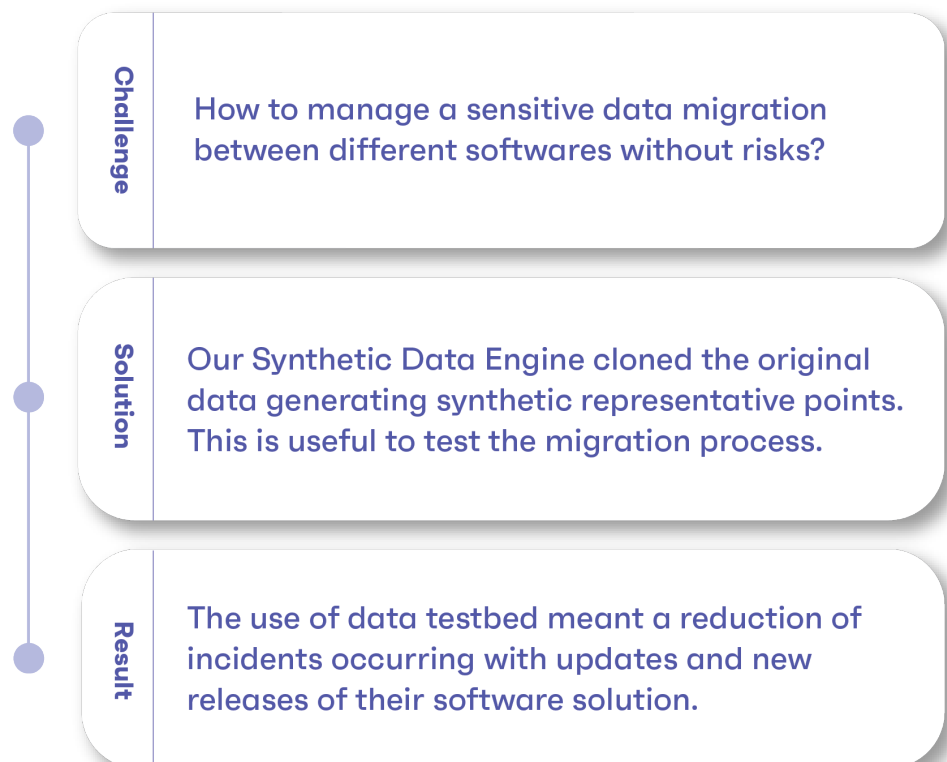 Challenge
How to manage a sensitive data migration
between different softwares without risks?
Solution
Our Synthetic Data Engine cloned the original
data generating synthetic representative points.
This is useful to test the migration process.
Result
The use of data testbed meant a reduction of
incidents occurring with updates and new
releases of their software solution.